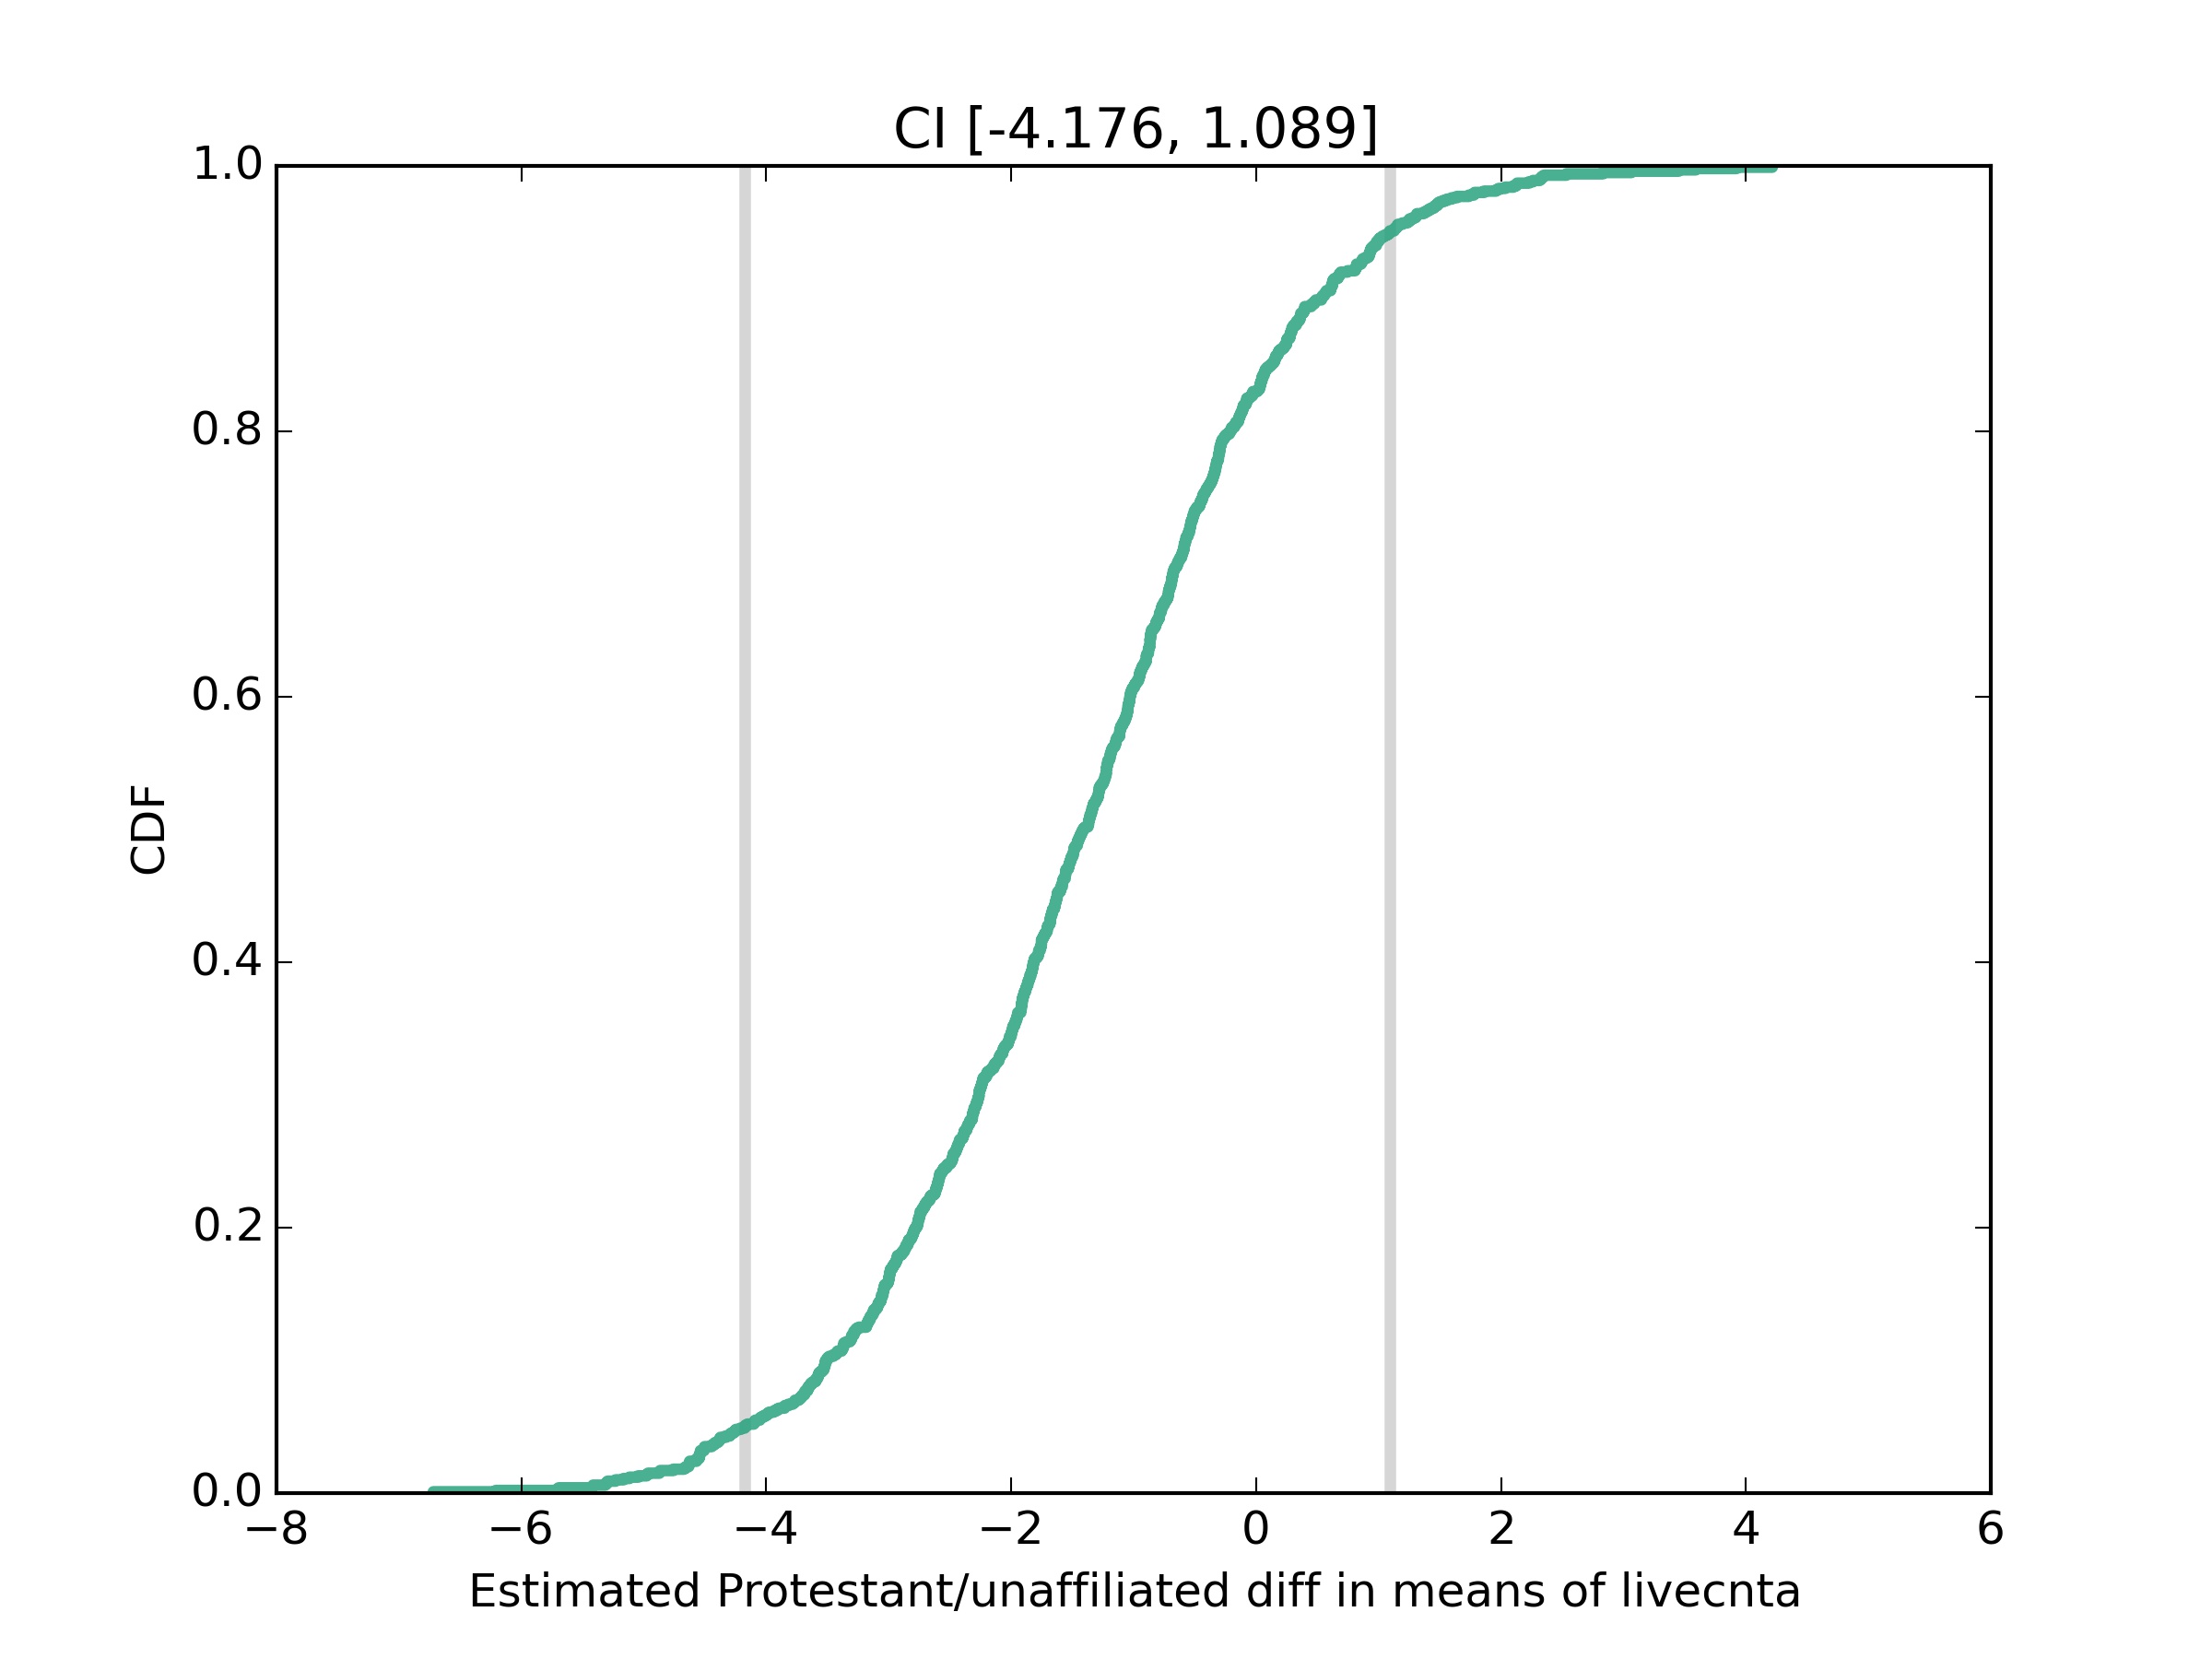 CI [-4.176, 1.089]
1.0
0.8
0.6
0.4
0.2
0.0
CDF
−8 −6 −4 −2 0 2 4 6
Estimated Protestant/unaffiliated diff in means of livecnta